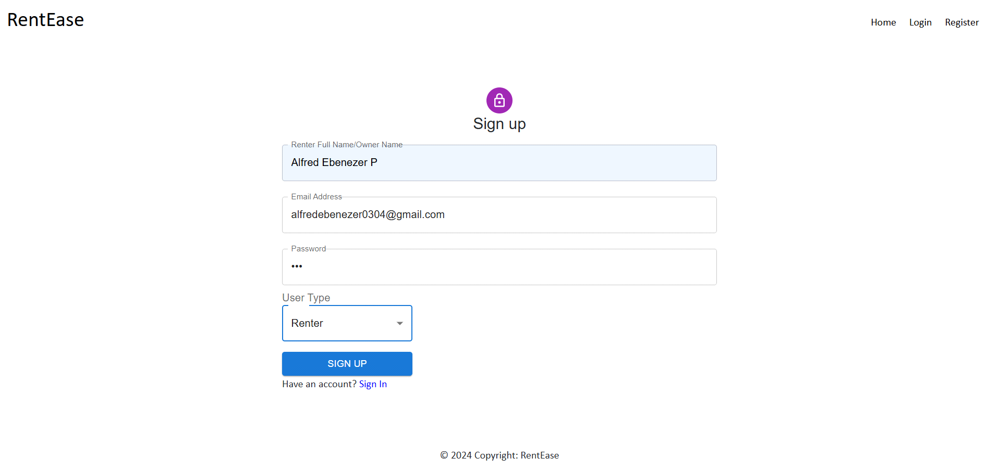 RentEase
Home Login Register
Sign up
Renter Full Name/Owner Name
Alfred Ebenezer P
Email Address
alfredebenezer0304@gmail.com
Password
•••
User Type
Renter
SIGN UP
Have an account? Sign In
© 2024 Copyright: RentEase